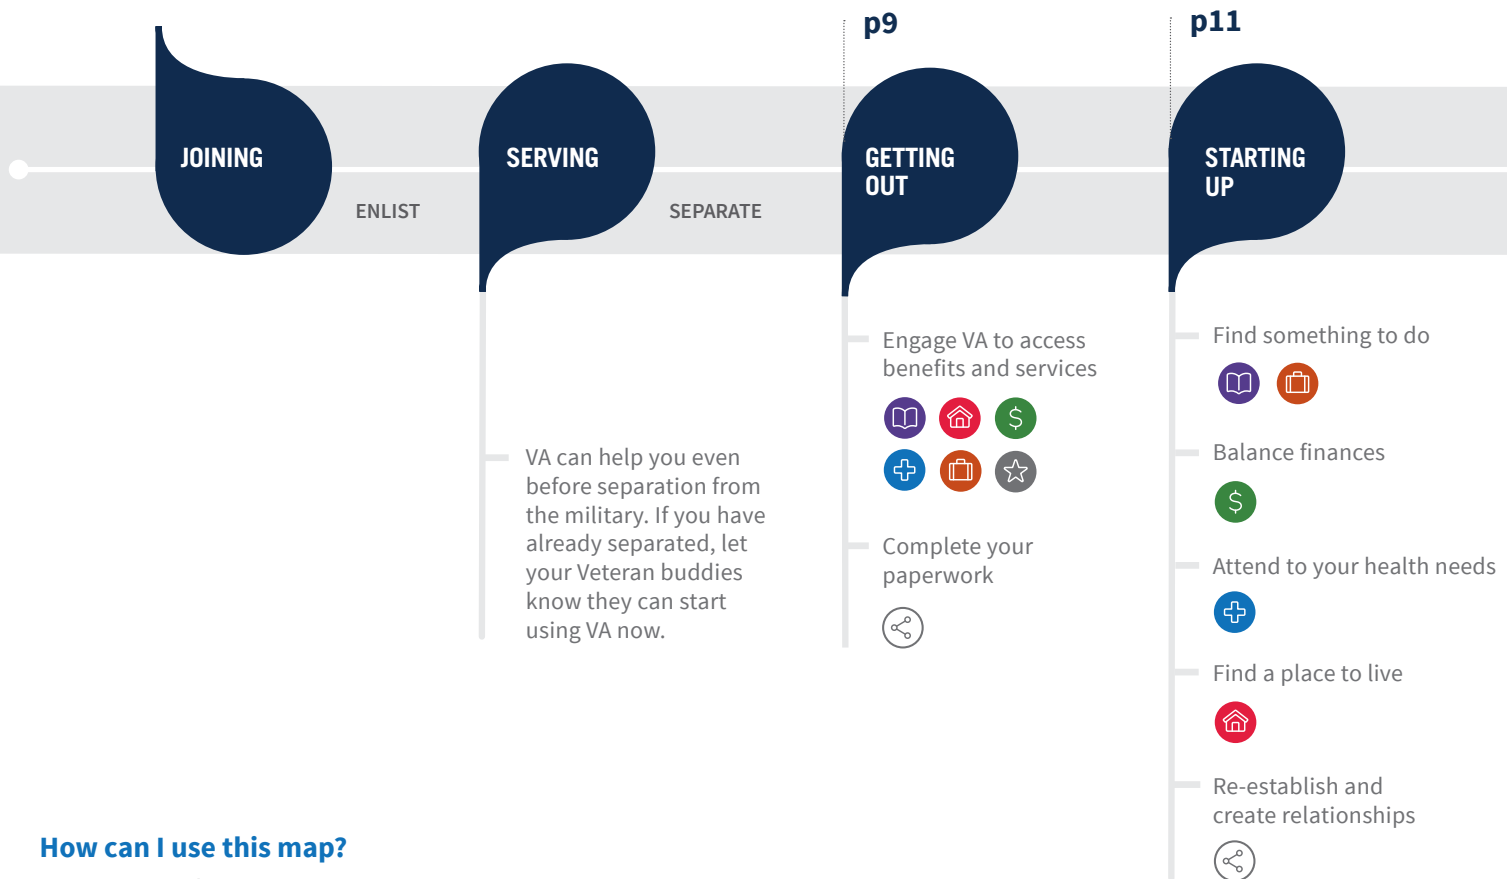 p9
p11
JOINING
SERVING
GETTING
OUT
STARTING
UP
ENLIST
SEPARATE
VA can help you even
before separation from
the military. If you have
already separated, let
your Veteran buddies
know they can start
using VA now.
Engage VA to access
benefits and services
$
Complete your
paperwork
Find something to do
Balance finances
$
Attend to your health needs
Find a place to live
Re-establish and
create relationships
How can I use this map?